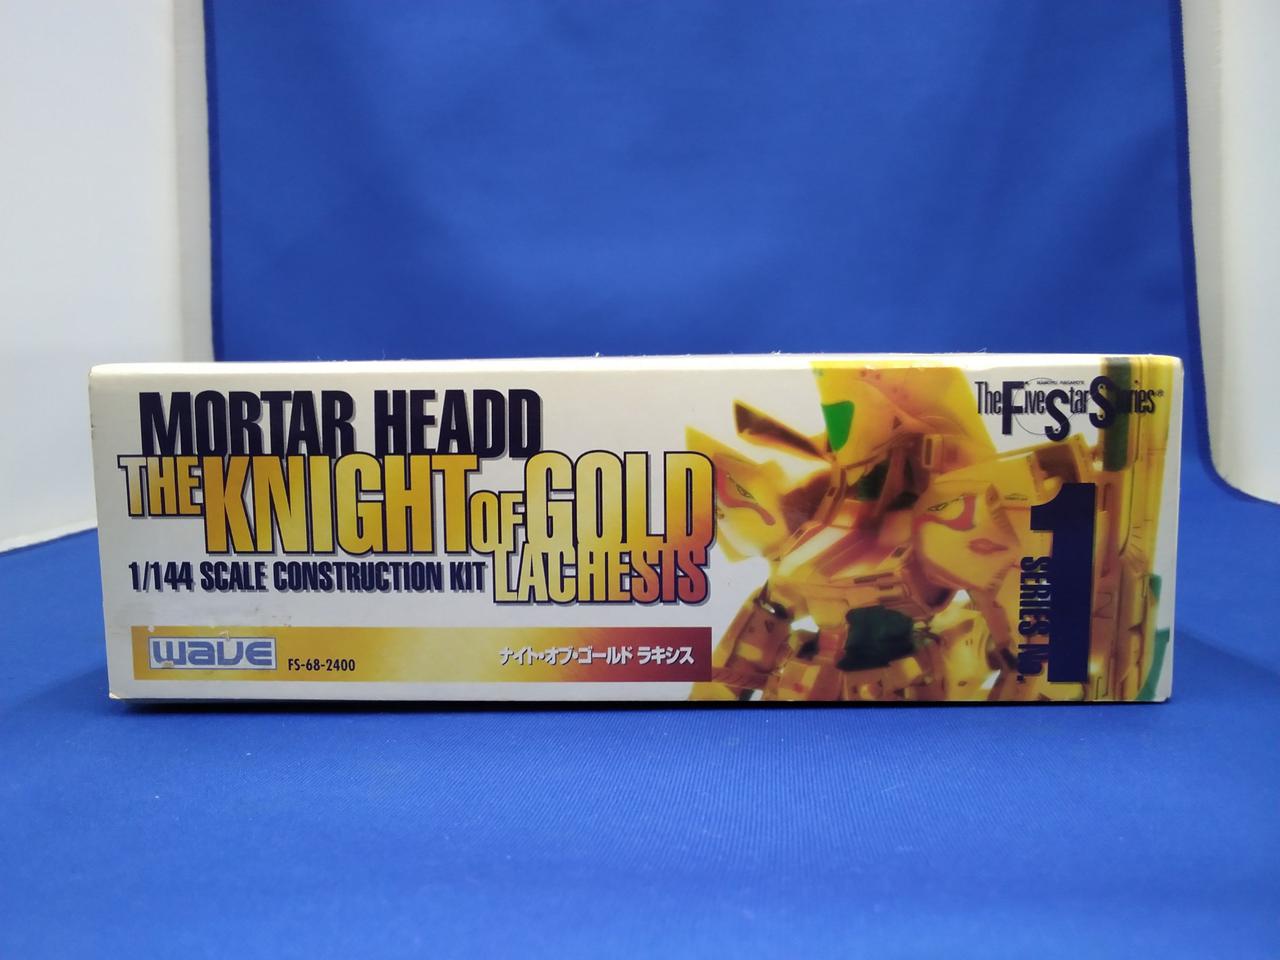 MORTAR HEADD
THE KNIGHT OF GOLD
LACHESIS
1/144 SCALE CONSTRUCTION KIT
wave
FS-68-2400
ナイト・オブ・ゴールド ラキシス
The Five Star Stories
1
SERIES No.